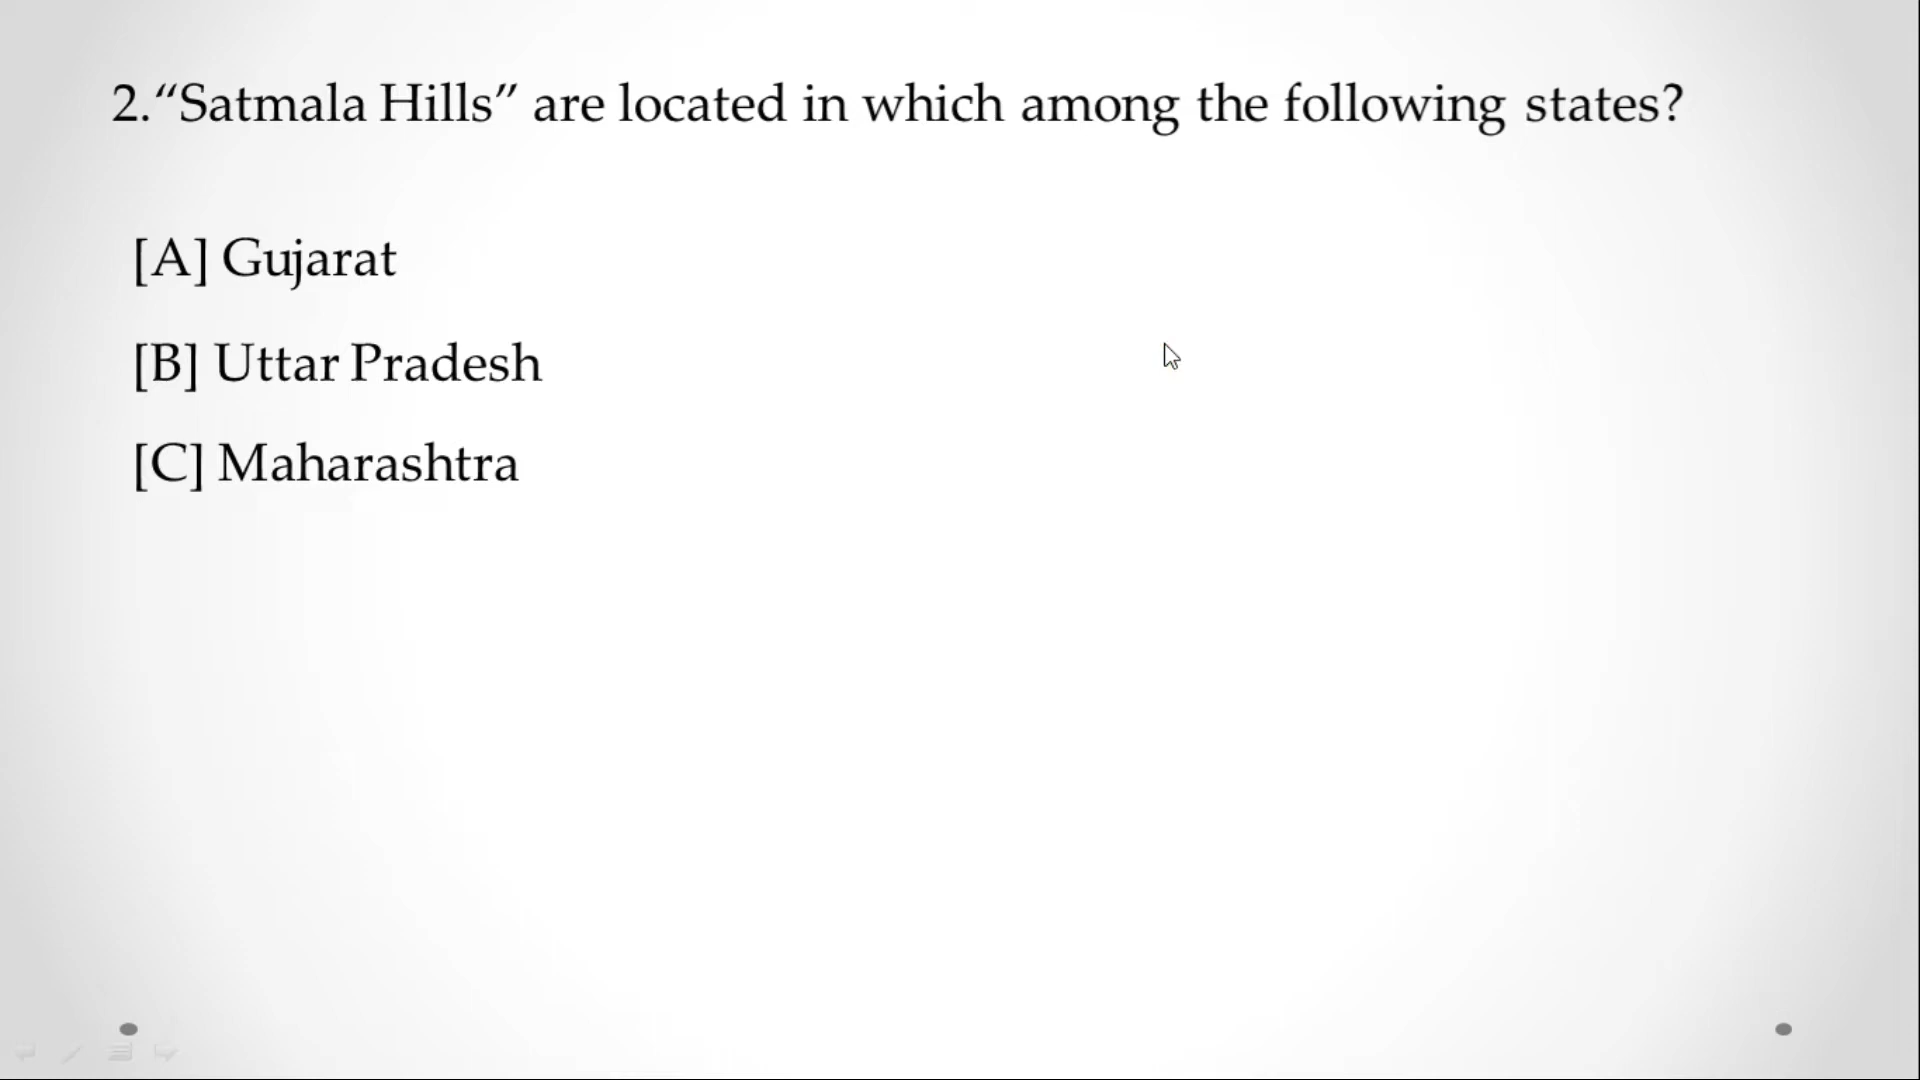 2.“Satmala Hills” are located in which among the following states?
[A] Gujarat
[B] Uttar Pradesh
[C] Maharashtra